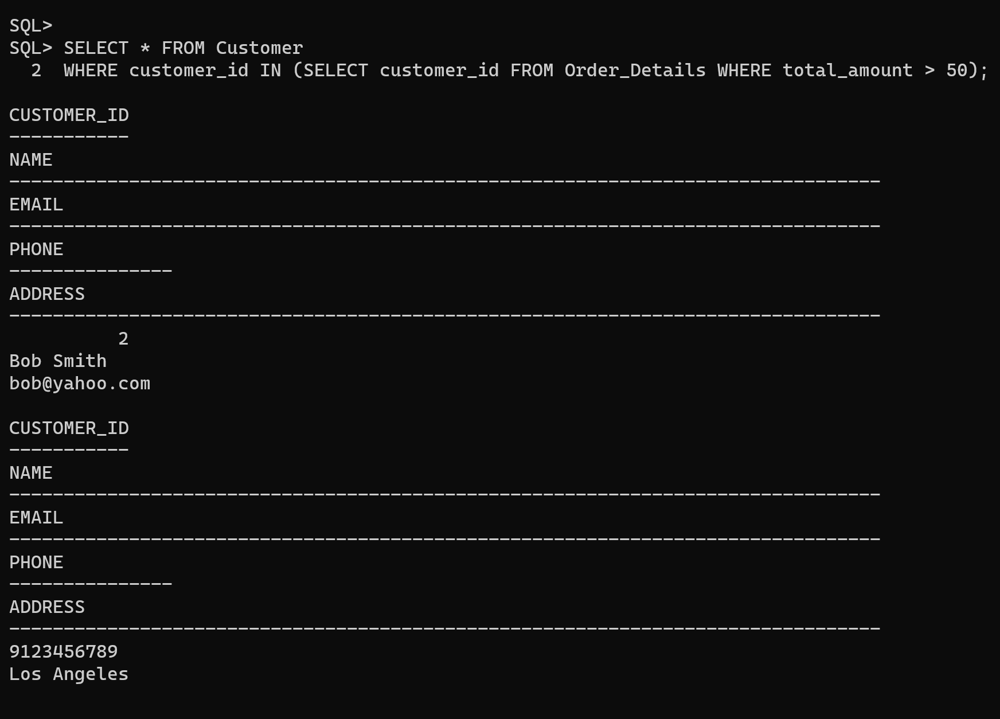 SQL>
SQL> SELECT * FROM Customer
  2  WHERE customer_id IN (SELECT customer_id FROM Order_Details WHERE total_amount > 50);

CUSTOMER_ID
-----------
NAME
--------------------------------------------------------------------------------
EMAIL
--------------------------------------------------------------------------------
PHONE
---------------
ADDRESS
--------------------------------------------------------------------------------
          2
Bob Smith
bob@yahoo.com

CUSTOMER_ID
-----------
NAME
--------------------------------------------------------------------------------
EMAIL
--------------------------------------------------------------------------------
PHONE
---------------
ADDRESS
--------------------------------------------------------------------------------
9123456789
Los Angeles